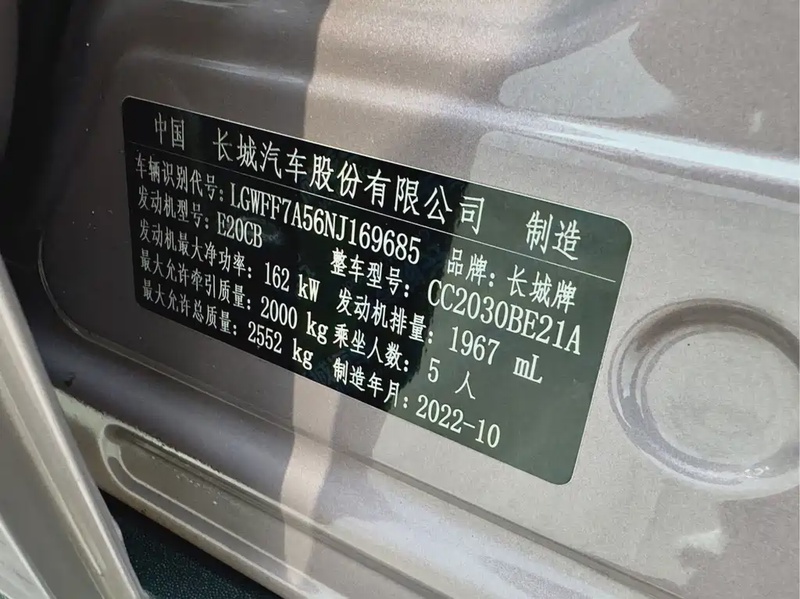 中国 长城汽车股份有限公司 制造
车辆识别代号: LGWFF7A56NJ169685 品牌: 长城牌
发动机型号: E20CB 整车型号: CC2030BE21A
发动机最大净功率: 162 kW 发动机排量: 1967 mL
最大允许牵引质量: 2000 kg 乘坐人数: 5 人
最大允许总质量: 2552 kg 制造年月: 2022-10